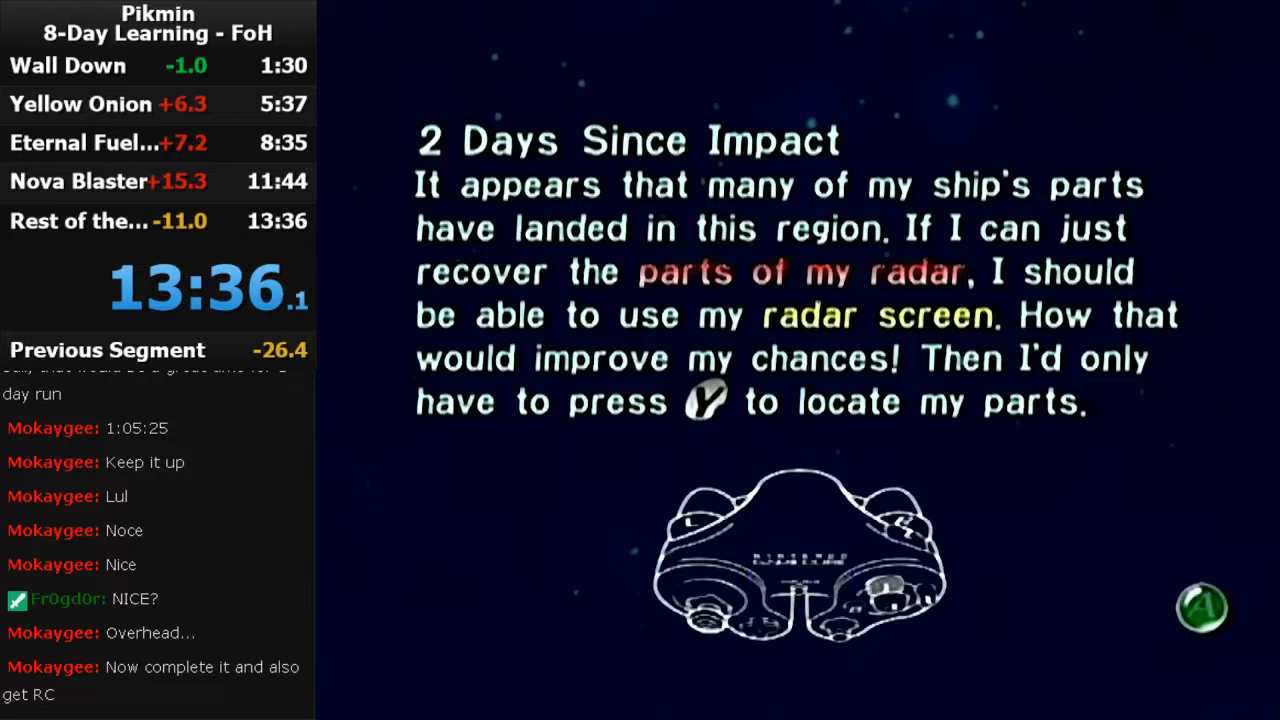 Pikmin
8-Day Learning - FoH
Wall Down -1.0 1:30
Yellow Onion +6.3 5:37
Eternal Fuel... +7.2 8:35
Nova Blaster +15.3 11:44
Rest of the... -11.0 13:36
13:36.1
Previous Segment -26.4
day run
Mokaygee: 1:05:25
Mokaygee: Keep it up
Mokaygee: Lul
Mokaygee: Noce
Mokaygee: Nice
Fr0gd0r: NICE?
Mokaygee: Overhead...
Mokaygee: Now complete it and also
get RC
2 Days Since Impact
It appears that many of my ship's parts
have landed in this region. If I can just
recover the parts of my radar, I should
be able to use my radar screen. How that
would improve my chances! Then I'd only
have to press Y to locate my parts.
L
A